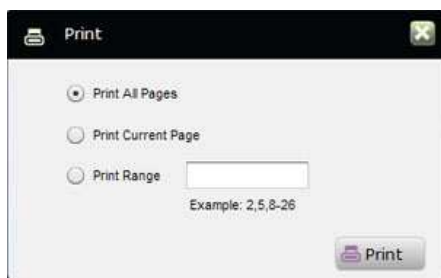 Print
Print All Pages
Print Current Page
Print Range
Example: 2,5,8-26
Print